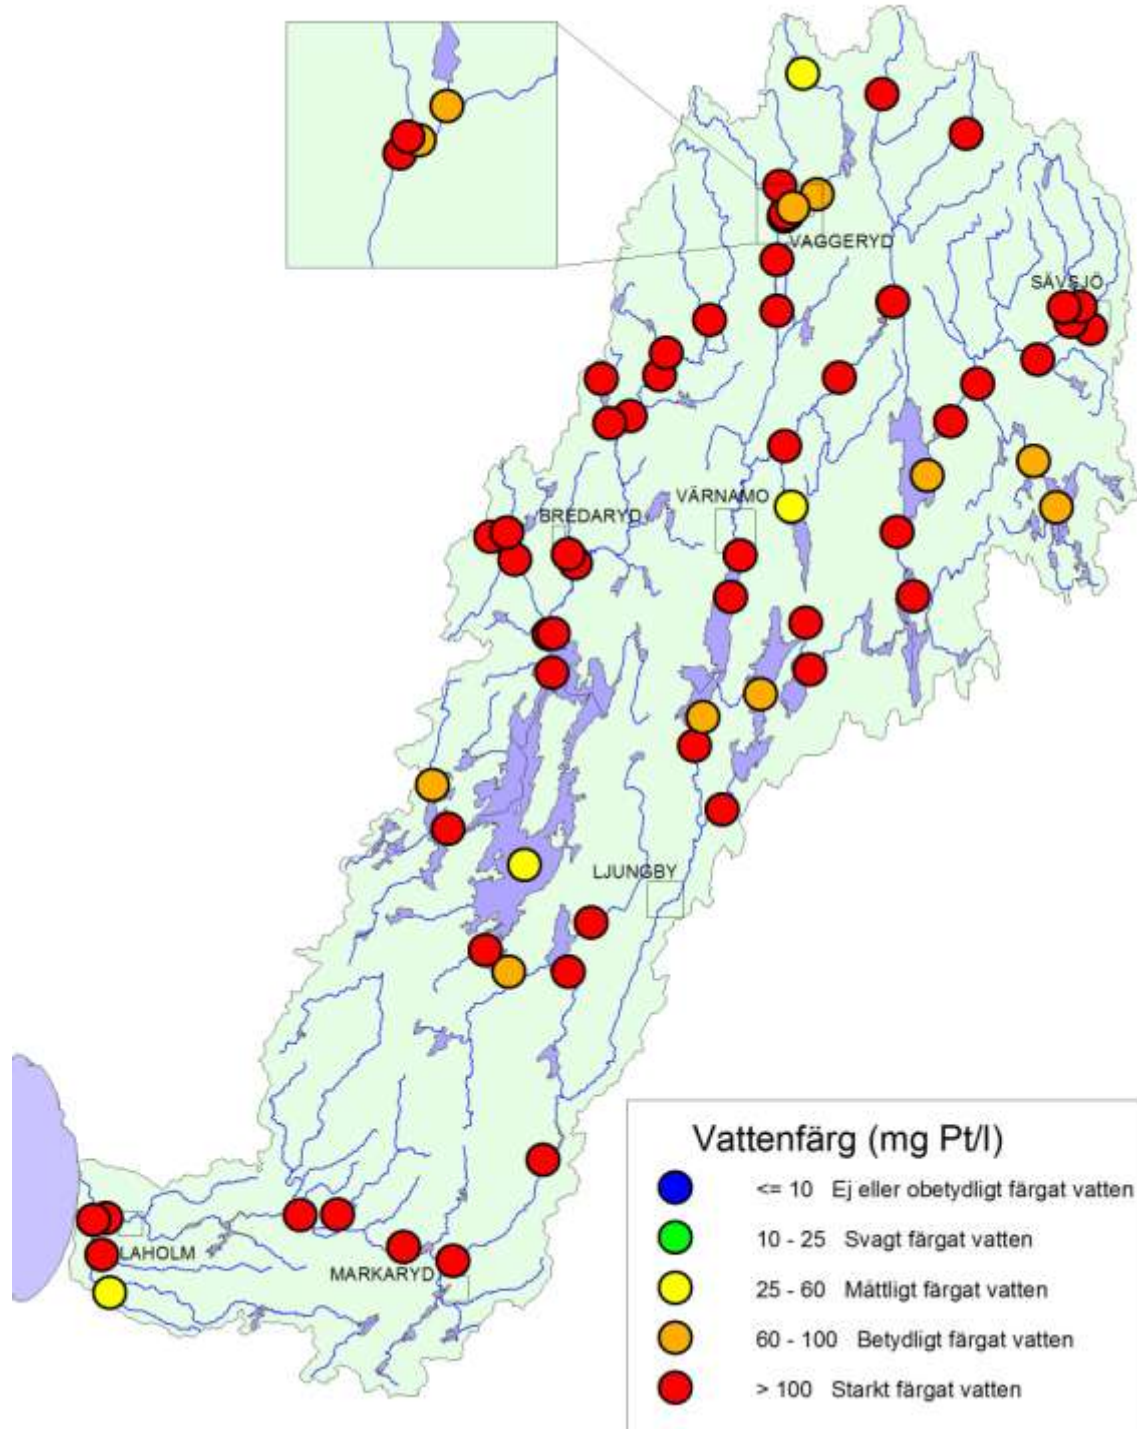 VAGGERYD
SÄVSJÖ
VÄRNAMO
BREDARYD
LJUNGBY
LAHOLM
MARKARYD
Vattenfärg (mg Pt/l)
<= 10 Ej eller obetydligt färgat vatten
10 - 25 Svagt färgat vatten
25 - 60 Måttligt färgat vatten
60 - 100 Betydligt färgat vatten
> 100 Starkt färgat vatten